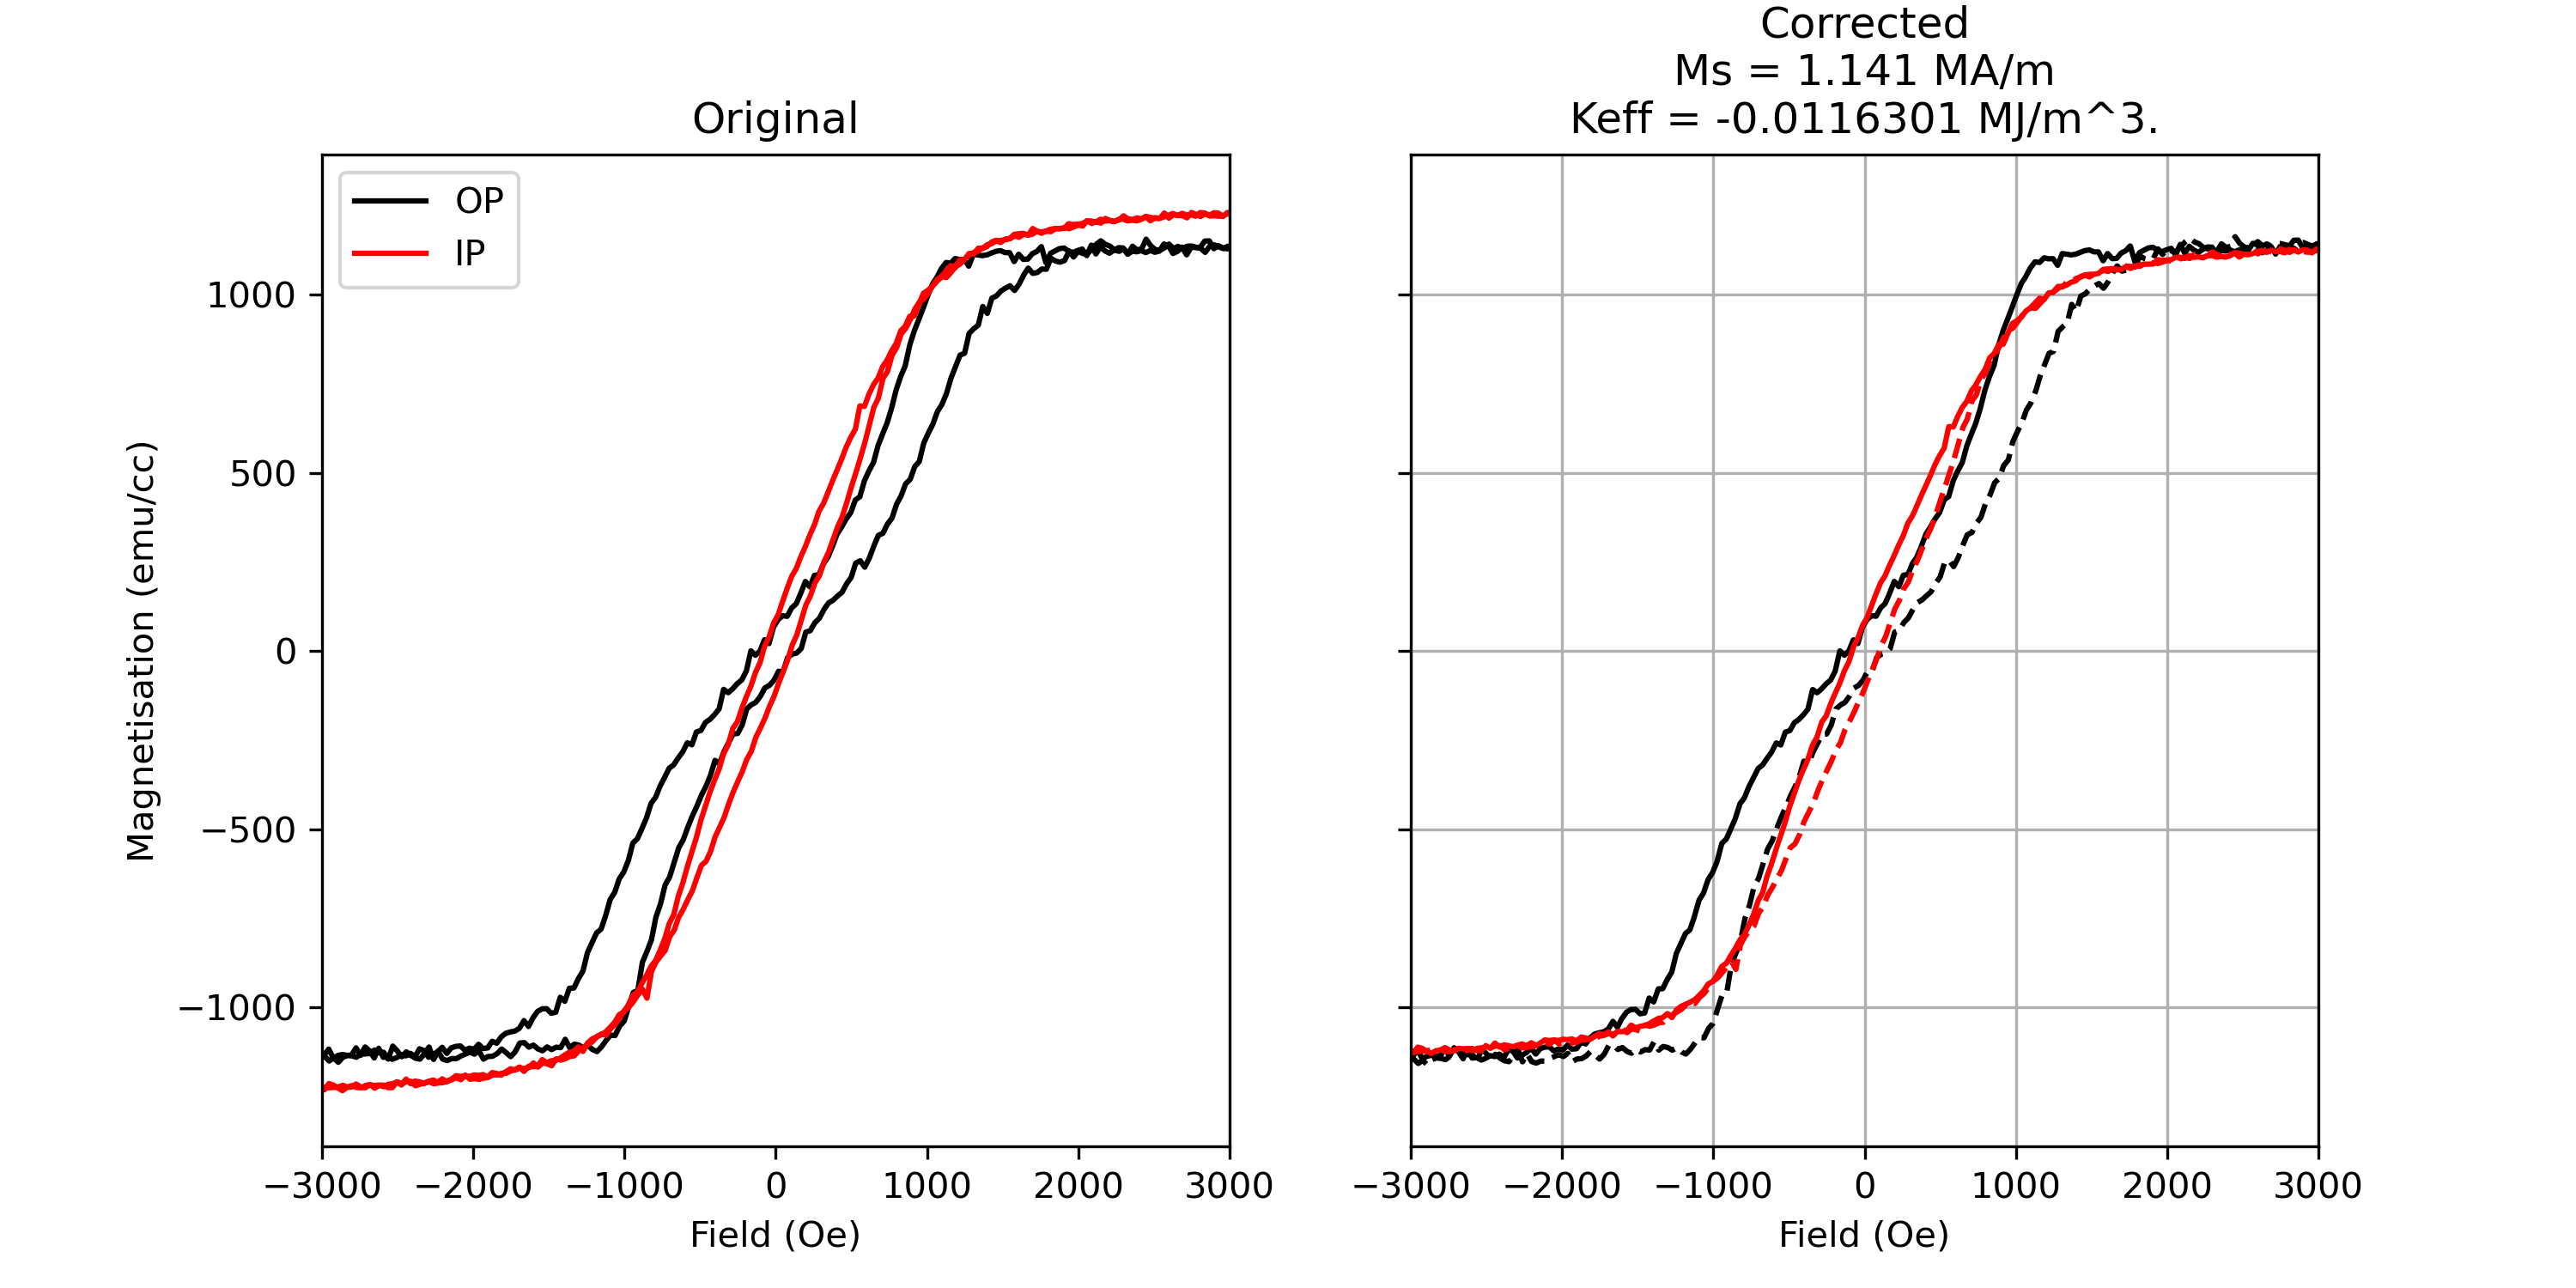 Original
OP
IP
1000
500
0
−500
−1000
Magnetisation (emu/cc)
−3000 −2000 −1000 0 1000 2000 3000
Field (Oe)
Corrected
Ms = 1.141 MA/m
Keff = -0.0116301 MJ/m^3.
−3000 −2000 −1000 0 1000 2000 3000
Field (Oe)